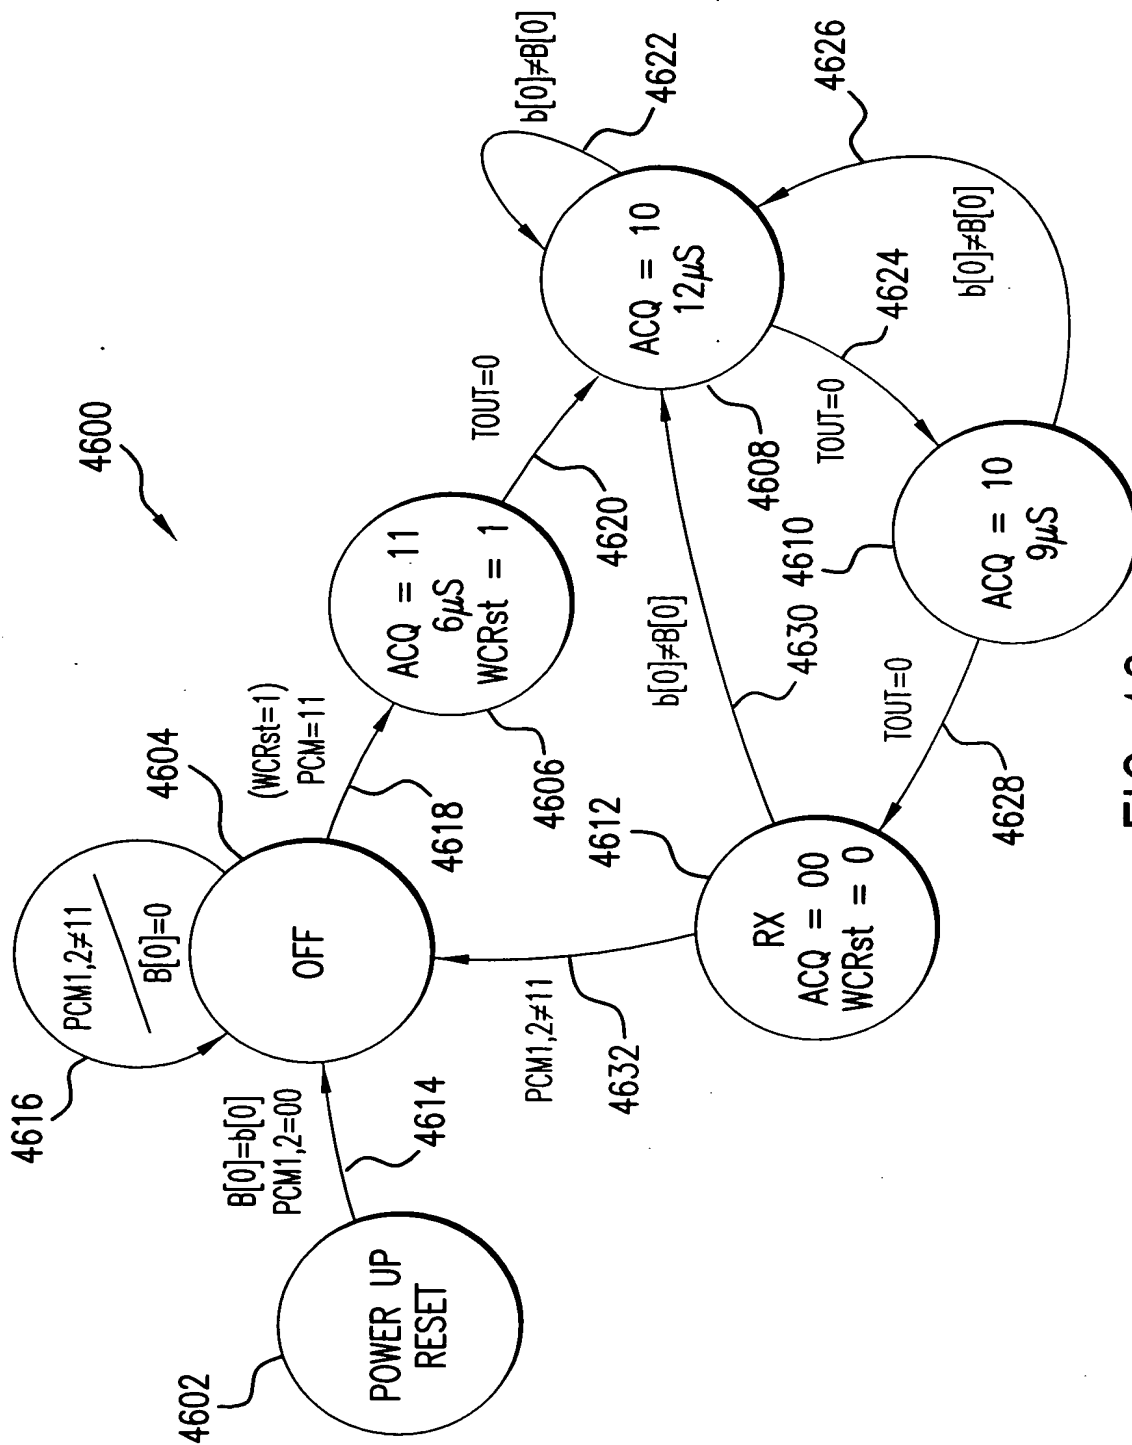 4600
4602
POWER UP
RESET
B[0]=b[0]
PCM1,2=00
4614
4616
PCM1,2≠11
B[0]=0
OFF
4604
(WCRst=1)
PCM=11
4618
ACQ = 11
6µS
WCRst = 1
4606
TOUT=0
4620
b[0]≠B[0]
4622
ACQ = 10
12µS
4608
TOUT=0
4624
b[0]≠B[0]
4626
ACQ = 10
9µS
4610
b[0]≠B[0]
4630
TOUT=0
4628
RX
ACQ = 00
WCRst = 0
4612
PCM1,2≠11
4632